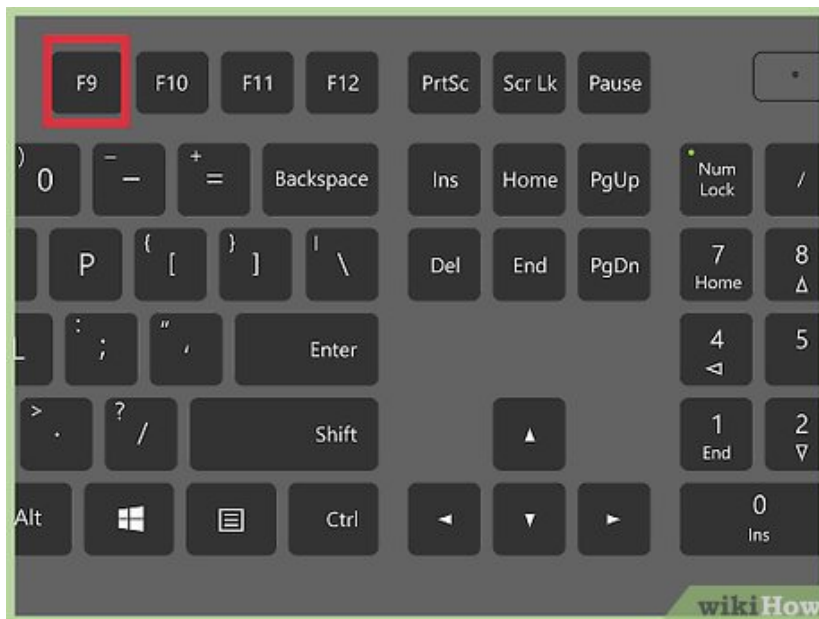 F9 F10 F11 F12 PrtSc Scr Lk Pause
) 0 _ - + = Backspace Ins Home PgUp Num Lock /
P { [ } ] | \ Del End PgDn 7 Home 8
L : ; " ' Enter 4 5
> . ? / Shift 1 End 2
Alt Ctrl 0 Ins
wikiHow